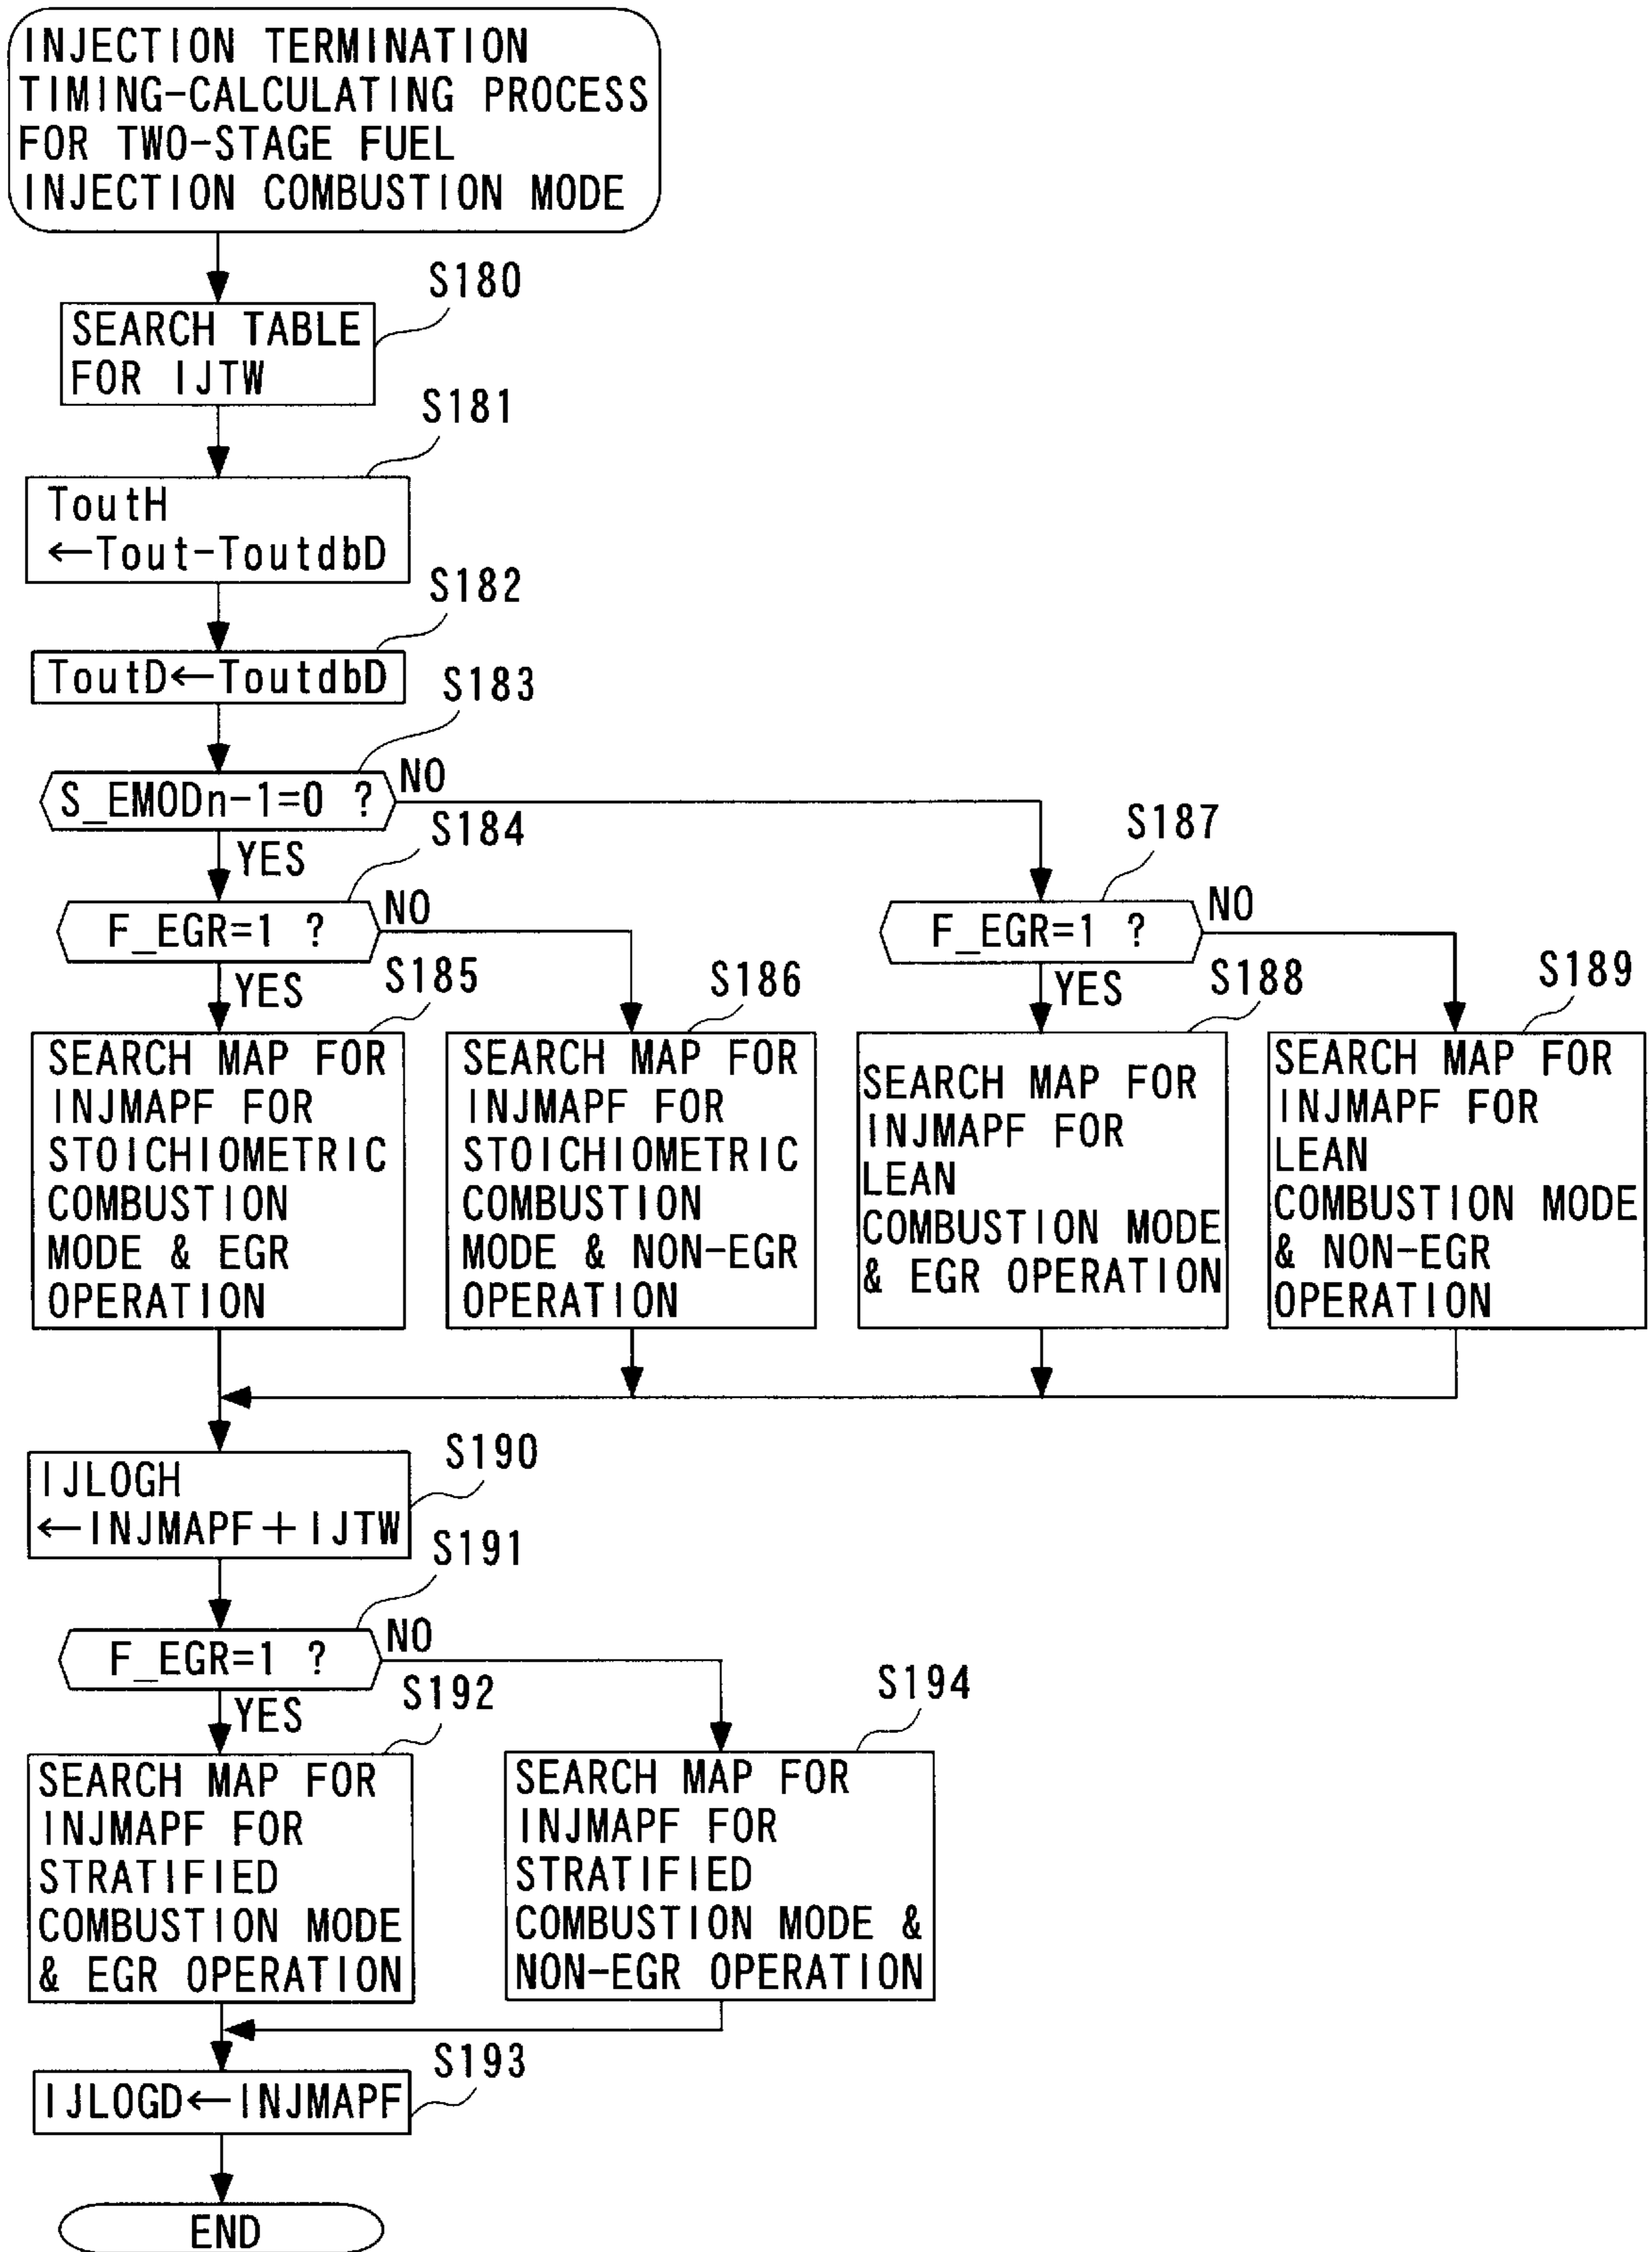 INJECTION TERMINATION
TIMING-CALCULATING PROCESS
FOR TWO-STAGE FUEL
INJECTION COMBUSTION MODE
S180
SEARCH TABLE
FOR IJTW
S181
ToutH
←Tout-ToutdbD
S182
ToutD←ToutdbD
S183
S_EMODn-1=0 ?
NO
YES
S184
F_EGR=1 ?
NO
YES
S187
F_EGR=1 ?
NO
YES
S185
SEARCH MAP FOR
INJMAPF FOR
STOICHIOMETRIC
COMBUSTION
MODE & EGR
OPERATION
S186
SEARCH MAP FOR
INJMAPF FOR
STOICHIOMETRIC
COMBUSTION
MODE & NON-EGR
OPERATION
S188
SEARCH MAP FOR
INJMAPF FOR
LEAN
COMBUSTION MODE
& EGR OPERATION
S189
SEARCH MAP FOR
INJMAPF FOR
LEAN
COMBUSTION MODE
& NON-EGR
OPERATION
S190
IJLOGH
←INJMAPF+IJTW
S191
F_EGR=1 ?
NO
YES
S192
SEARCH MAP FOR
INJMAPF FOR
STRATIFIED
COMBUSTION MODE
& EGR OPERATION
S194
SEARCH MAP FOR
INJMAPF FOR
STRATIFIED
COMBUSTION MODE &
NON-EGR OPERATION
S193
IJLOGD←INJMAPF
END